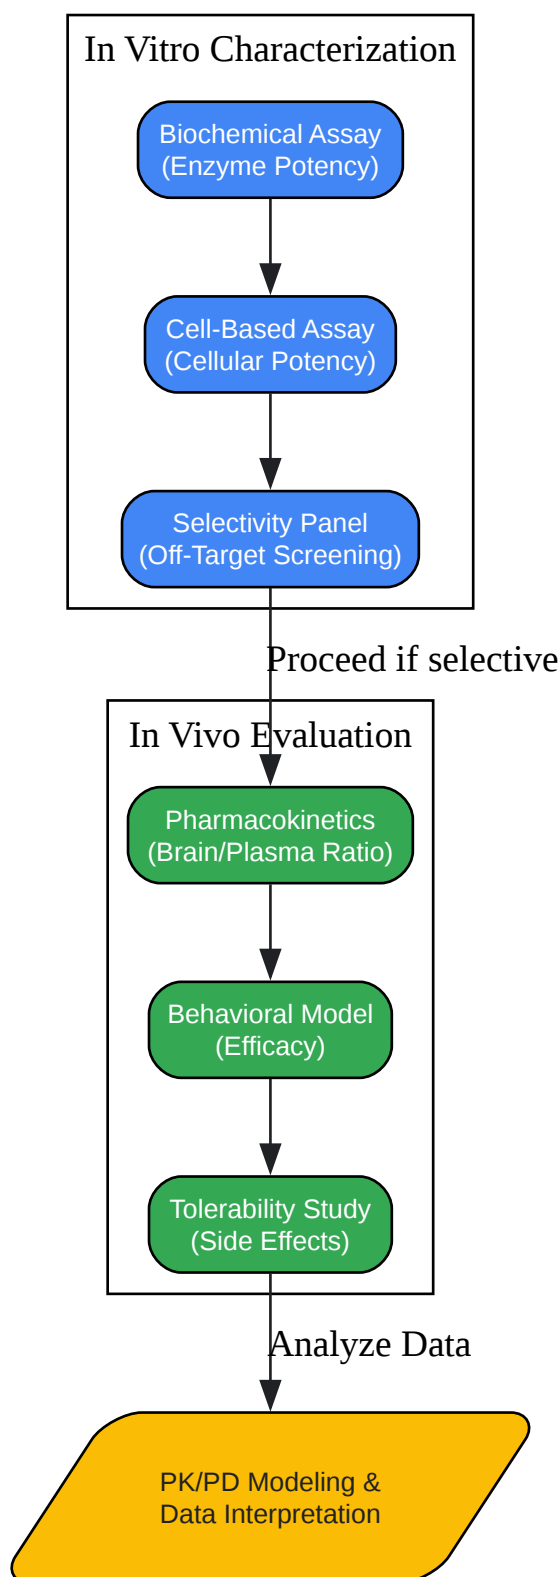 In Vitro Characterization
Biochemical Assay
(Enzyme Potency)
Cell-Based Assay
(Cellular Potency)
Selectivity Panel
(Off-Target Screening)
Proceed if selective
In Vivo Evaluation
Pharmacokinetics
(Brain/Plasma Ratio)
Behavioral Model
(Efficacy)
Tolerability Study
(Side Effects)
Analyze Data
PK/PD Modeling &
Data Interpretation